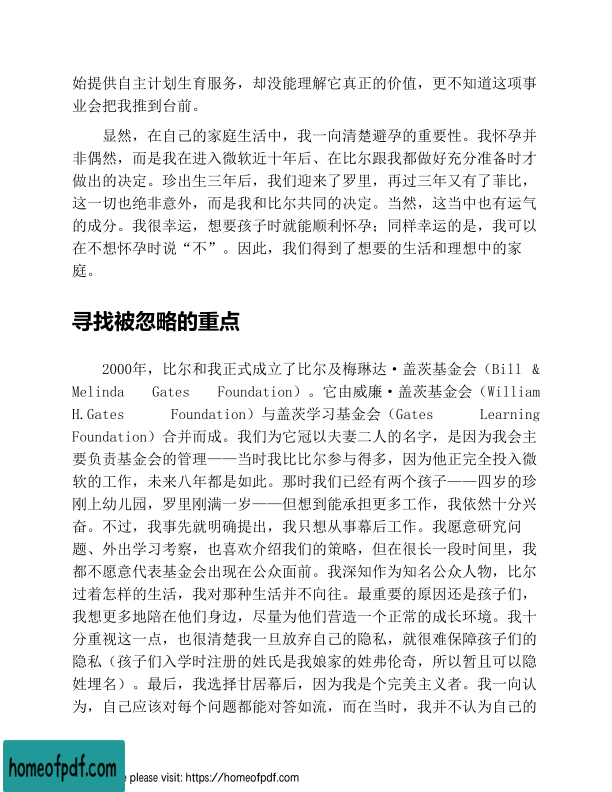 始提供自主计划生育服务，却没能理解它真正的价值，更不知道这项事
业会把我推到台前。
显然，在自己的家庭生活中，我一向清楚避孕的重要性。我怀孕并
非偶然，而是我在进入微软近十年后、在比尔跟我都做好充分准备时才
做出的决定。珍出生三年后，我们迎来了罗里，再过三年又有了菲比，
这一切也绝非意外，而是我和比尔共同的决定。当然，这当中也有运气
的成分。我很幸运，想要孩子时就能顺利怀孕；同样幸运的是，我可以
在不想怀孕时说“不”。因此，我们得到了想要的生活和理想中的家
庭。
寻找被忽略的重点
2000年，比尔和我正式成立了比尔及梅琳达·盖茨基金会（Bill &
Melinda Gates Foundation）。它由威廉·盖茨基金会（William
H.Gates Foundation）与盖茨学习基金会（Gates Learning
Foundation）合并而成。我们为它冠以夫妻二人的名字，是因为我会主
要负责基金会的管理——当时我比比尔参与得多，因为他正完全投入微
软的工作，未来八年都是如此。那时我们已经有两个孩子——四岁的珍
刚上幼儿园，罗里刚满一岁——但想到能承担更多工作，我依然十分兴
奋。不过，我事先就明确提出，我只想从事幕后工作。我愿意研究问
题、外出学习考察，也喜欢介绍我们的策略，但在很长一段时间里，我
都不愿意代表基金会出现在公众面前。我深知作为知名公众人物，比尔
过着怎样的生活，我对那种生活并不向往。最重要的原因还是孩子们，
我想更多地陪在他们身边，尽量为他们营造一个正常的成长环境。我十
分重视这一点，也很清楚我一旦放弃自己的隐私，就很难保障孩子们的
隐私（孩子们入学时注册的姓氏是我娘家的姓弗伦奇，所以暂且可以隐
姓埋名）。最后，我选择甘居幕后，因为我是个完美主义者。我一向认
为，自己应该对每个问题都能对答如流，而在当时，我并不认为自己的
homeofpdf.com
e please visit: https://homeofpdf.com